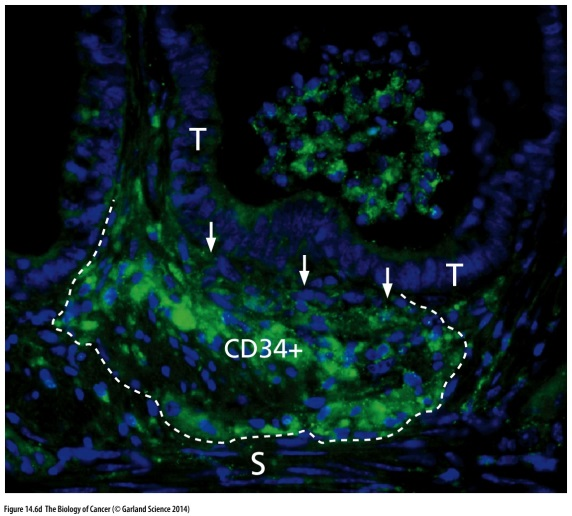 T
T
CD34+
S
Figure 14.6d The Biology of Cancer (© Garland Science 2014)